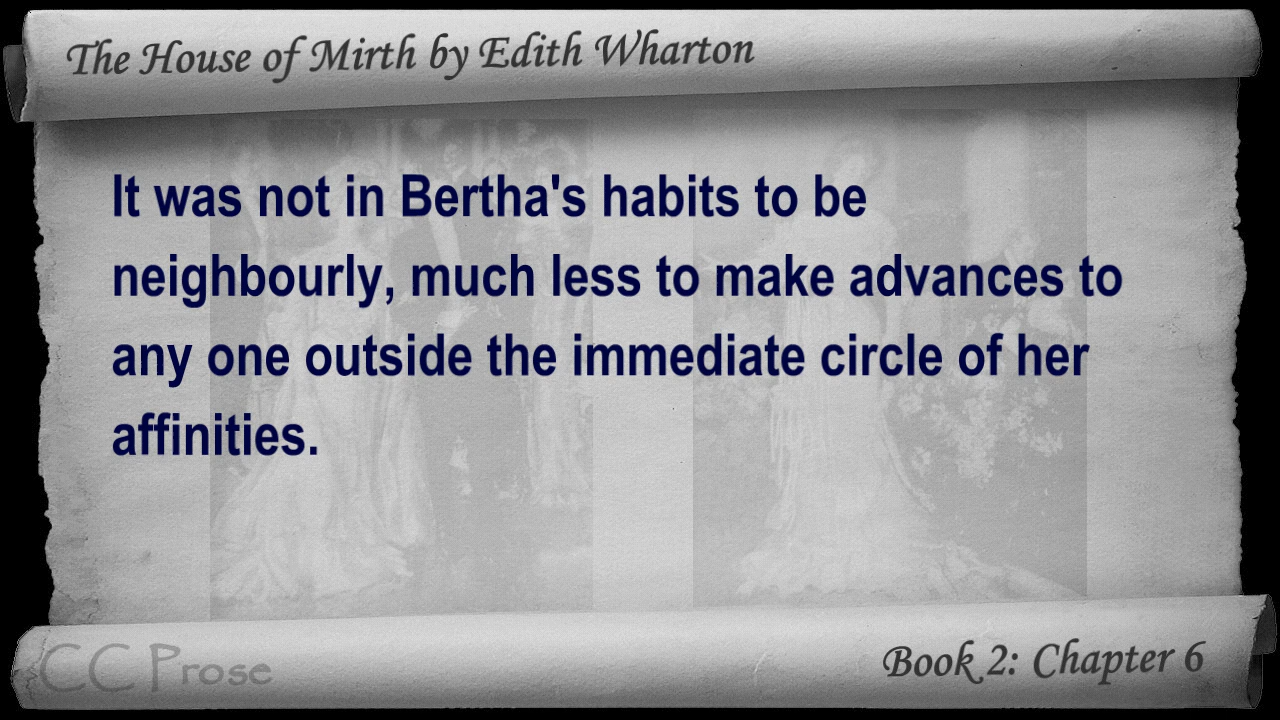 The House of Mirth by Edith Wharton
It was not in Bertha's habits to be
neighbourly, much less to make advances to
any one outside the immediate circle of her
affinities.
CC Prose
Book 2: Chapter 6